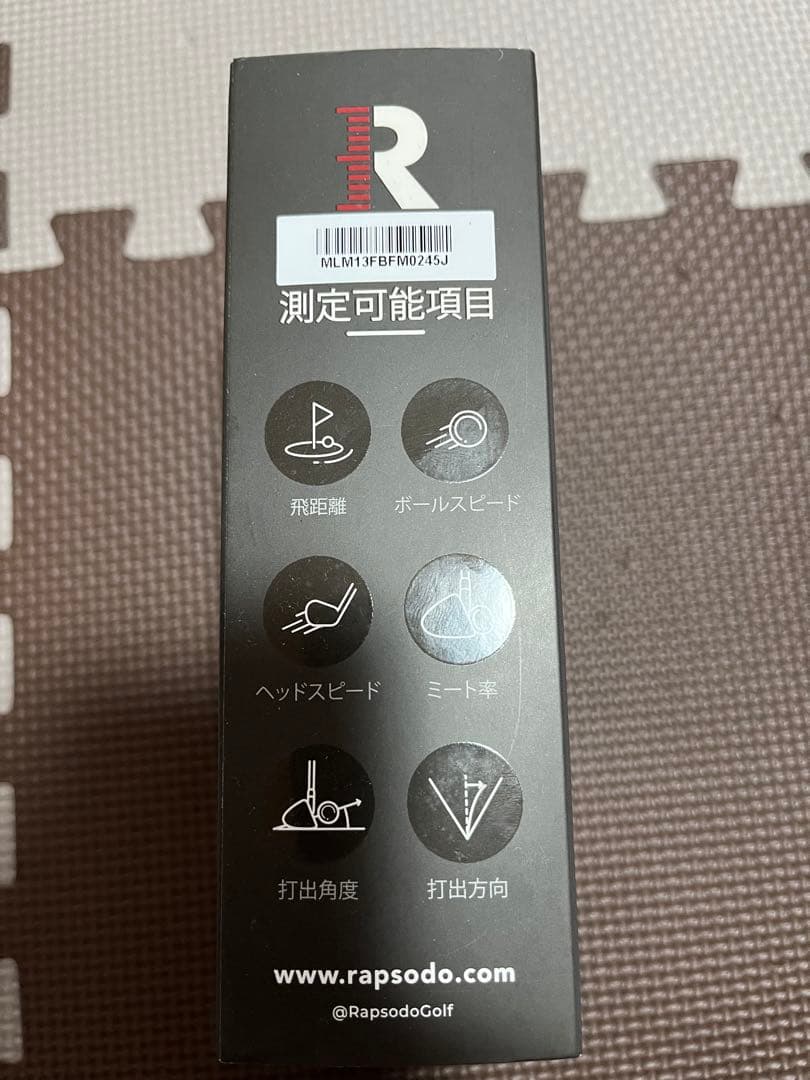 R
MLM13FBFM0245J
測定可能項目
飛距離
ボールスピード
ヘッドスピード
ミート率
打出角度
打出方向
www.rapsodo.com
@RapsodoGolf